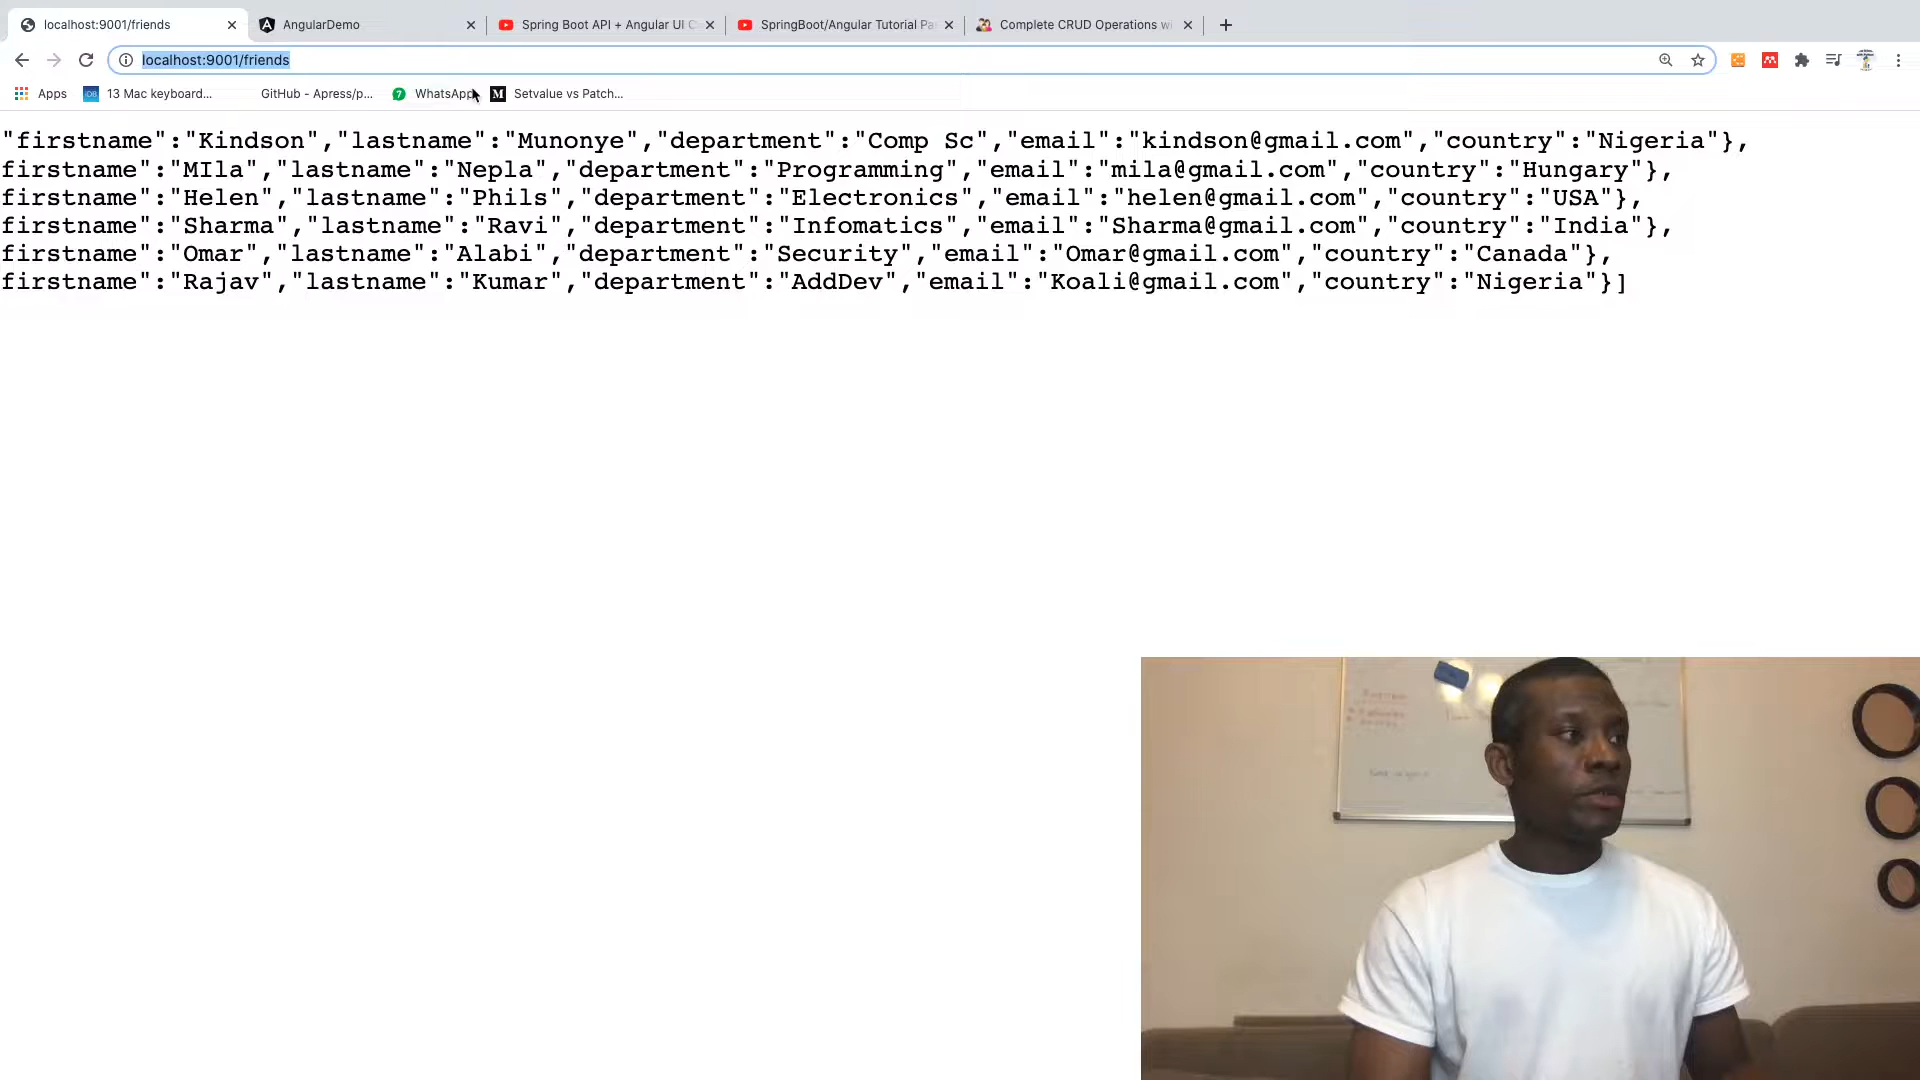 localhost:9001/friends
AngularDemo
Spring Boot API + Angular UI C
SpringBoot/Angular Tutorial Pa
Complete CRUD Operations wi
localhost:9001/friends
Apps
13 Mac keyboard...
GitHub - Apress/p...
7
WhatsApp
M
Setvalue vs Patch...
"firstname":"Kindson","lastname":"Munonye","department":"Comp Sc","email":"kindson@gmail.com","country":"Nigeria"},
firstname":"MIla","lastname":"Nepla","department":"Programming","email":"mila@gmail.com","country":"Hungary"},
firstname":"Helen","lastname":"Phils","department":"Electronics","email":"helen@gmail.com","country":"USA"},
firstname":"Sharma","lastname":"Ravi","department":"Infomatics","email":"Sharma@gmail.com","country":"India"},
firstname":"Omar","lastname":"Alabi","department":"Security","email":"Omar@gmail.com","country":"Canada"},
firstname":"Rajav","lastname":"Kumar","department":"AddDev","email":"Koali@gmail.com","country":"Nigeria"}]